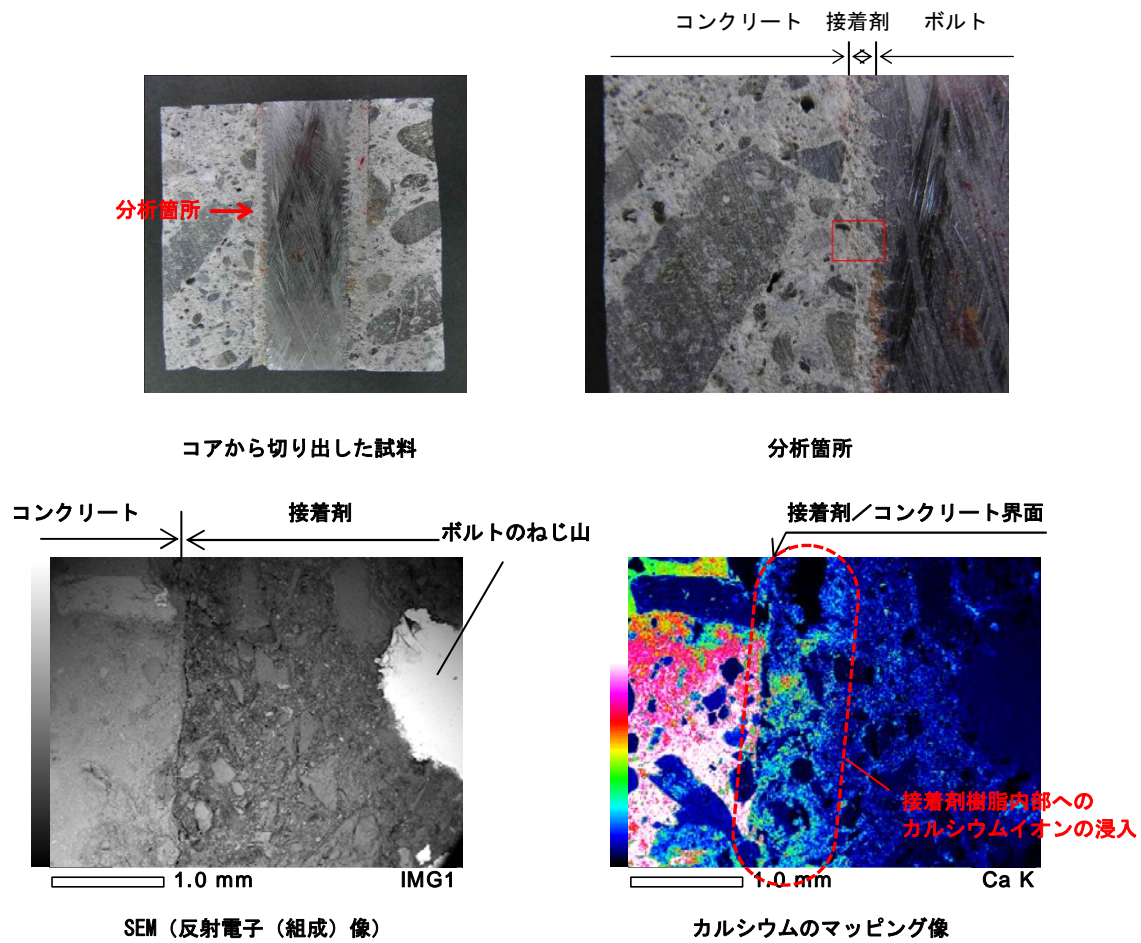 コンクリート 接着剤 ボルト
分析箇所
コアから切り出した試料
分析箇所
コンクリート 接着剤
ボルトのねじ山
接着剤／コンクリート界面
接着剤樹脂内部への
カルシウムイオンの浸入
1.0 mm IMG1
1.0 mm Ca K
SEM（反射電子（組成）像）
カルシウムのマッピング像